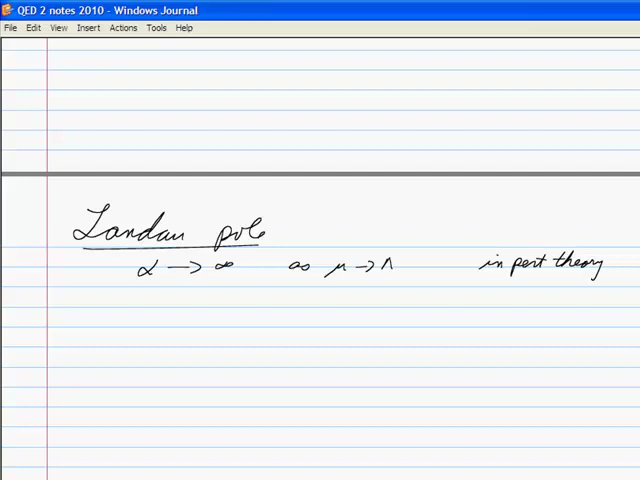 QED 2 notes 2010 - Windows Journal
File Edit View Insert Actions Tools Help
Landau pole
α → ∞ as μ → Λ in pert theory